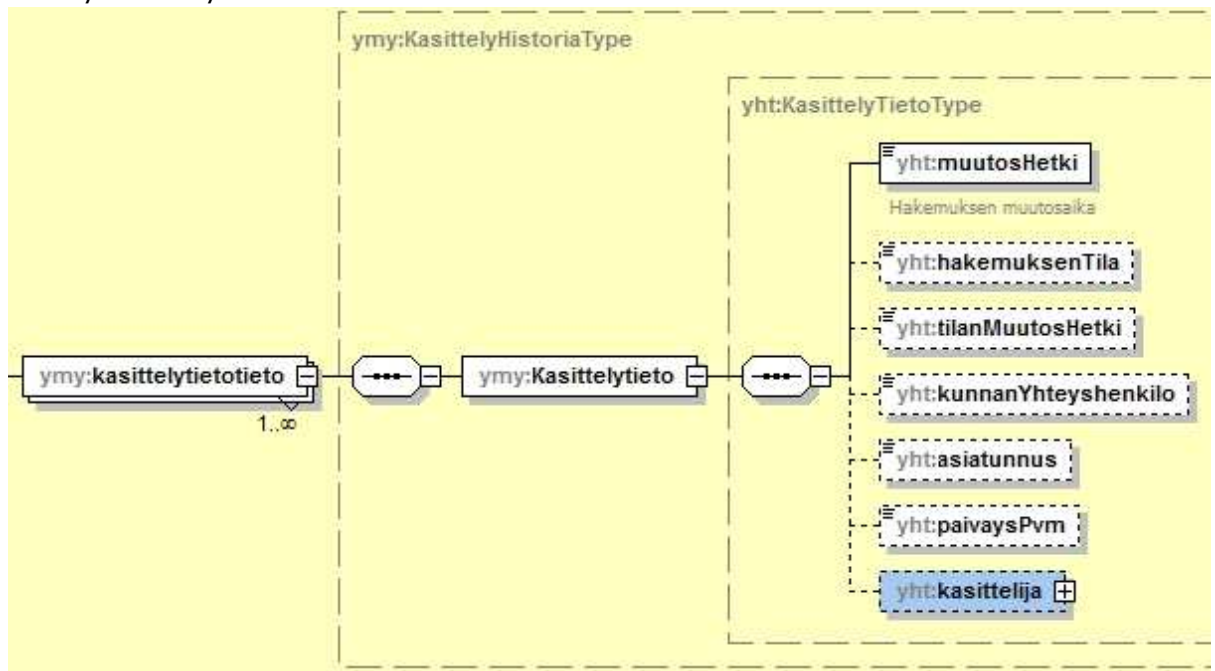 ymy:KasittelyHistoriaType
yht:KasittelyTietoType
yht:muutosHetki
Hakemuksen muutosaika
yht:hakemuksenTila
yht:tilanMuutosHetki
ymy:kasittelytietotieto
1..∞
ymy:Kasittelytieto
yht:kunnanYhteyshenkilo
yht:asiatunnus
yht:paivaysPvm
yht:kasittelija